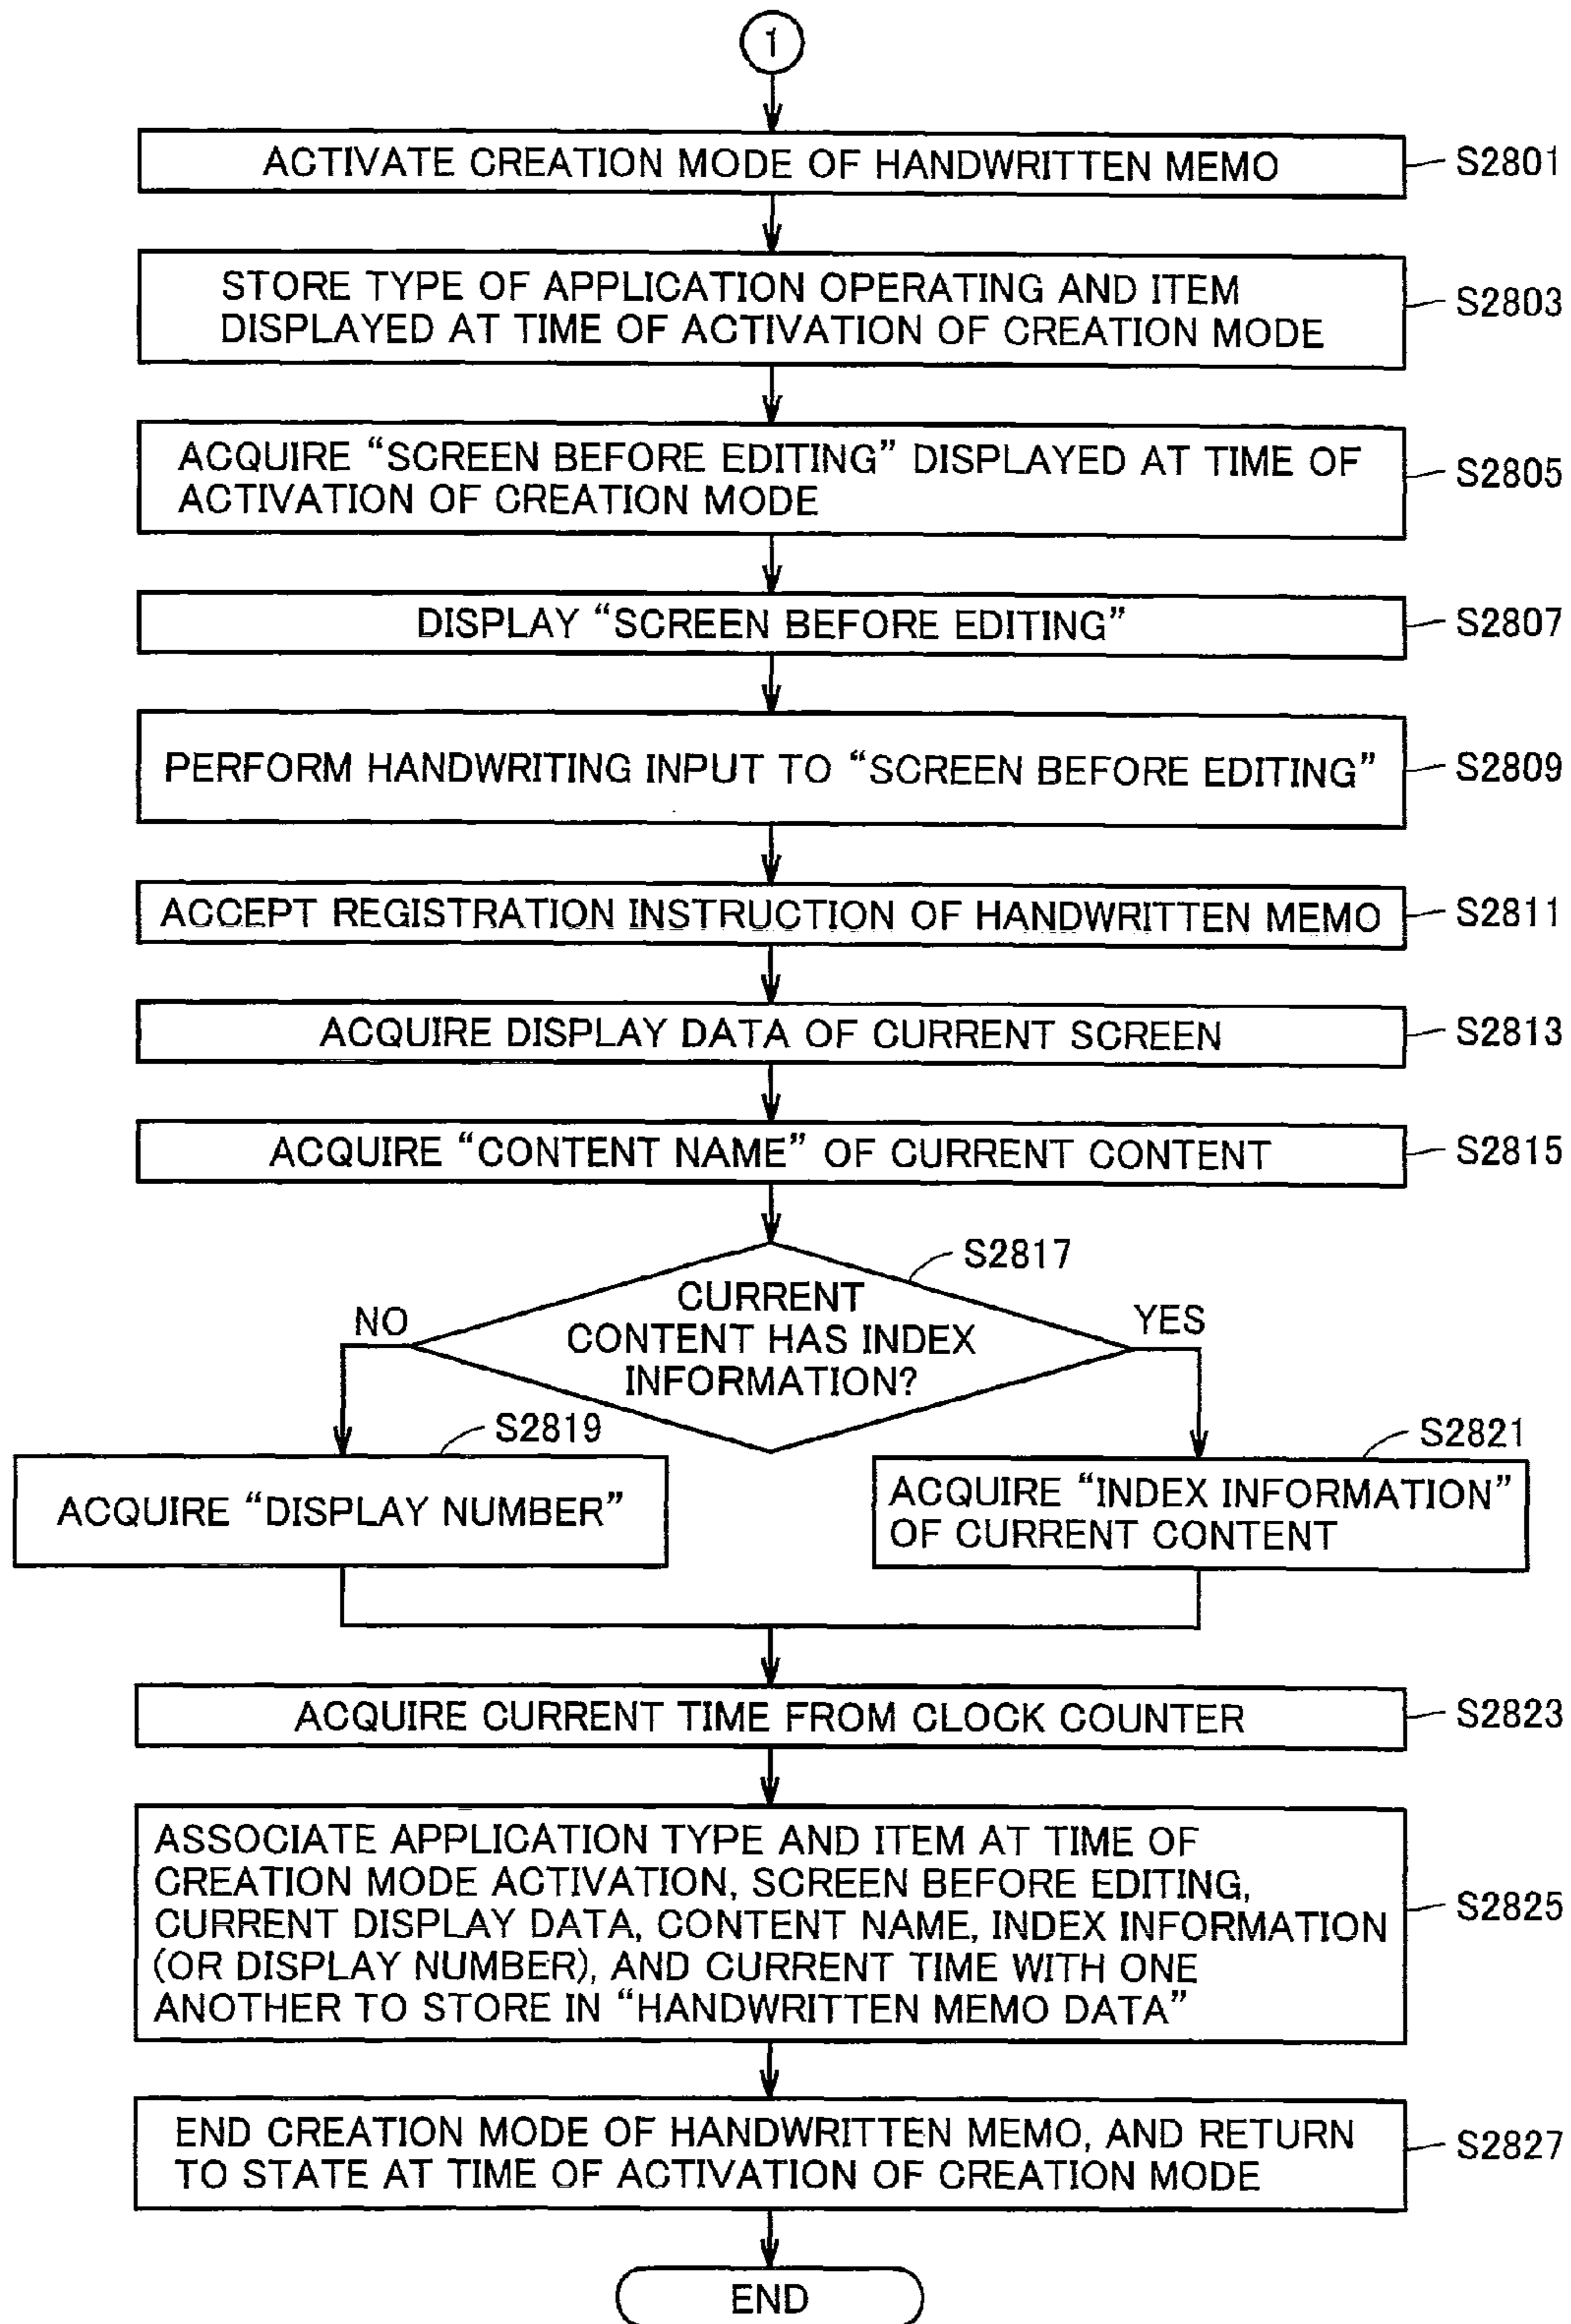 1
ACTIVATE CREATION MODE OF HANDWRITTEN MEMO
S2801
STORE TYPE OF APPLICATION OPERATING AND ITEM
DISPLAYED AT TIME OF ACTIVATION OF CREATION MODE
S2803
ACQUIRE “SCREEN BEFORE EDITING” DISPLAYED AT TIME OF
ACTIVATION OF CREATION MODE
S2805
DISPLAY “SCREEN BEFORE EDITING”
S2807
PERFORM HANDWRITING INPUT TO “SCREEN BEFORE EDITING”
S2809
ACCEPT REGISTRATION INSTRUCTION OF HANDWRITTEN MEMO
S2811
ACQUIRE DISPLAY DATA OF CURRENT SCREEN
S2813
ACQUIRE “CONTENT NAME” OF CURRENT CONTENT
S2815
S2817
CURRENT
CONTENT HAS INDEX
INFORMATION?
NO
YES
S2819
ACQUIRE “DISPLAY NUMBER”
S2821
ACQUIRE “INDEX INFORMATION”
OF CURRENT CONTENT
ACQUIRE CURRENT TIME FROM CLOCK COUNTER
S2823
ASSOCIATE APPLICATION TYPE AND ITEM AT TIME OF
CREATION MODE ACTIVATION, SCREEN BEFORE EDITING,
CURRENT DISPLAY DATA, CONTENT NAME, INDEX INFORMATION
(OR DISPLAY NUMBER), AND CURRENT TIME WITH ONE
ANOTHER TO STORE IN “HANDWRITTEN MEMO DATA”
S2825
END CREATION MODE OF HANDWRITTEN MEMO, AND RETURN
TO STATE AT TIME OF ACTIVATION OF CREATION MODE
S2827
END